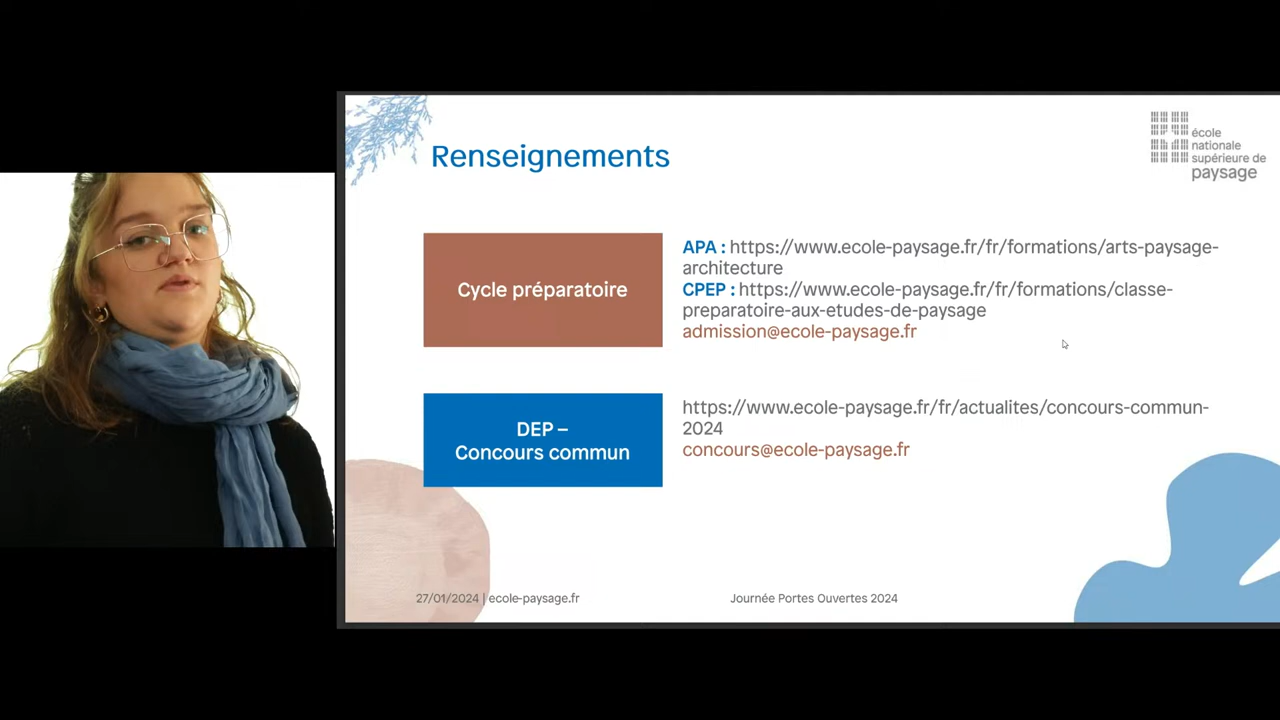 Renseignements
école
nationale
supérieure de
paysage
Cycle préparatoire
APA : https://www.ecole-paysage.fr/fr/formations/arts-paysage-
architecture
CPEP : https://www.ecole-paysage.fr/fr/formations/classe-
preparatoire-aux-etudes-de-paysage
admission@ecole-paysage.fr
DEP –
Concours commun
https://www.ecole-paysage.fr/fr/actualites/concours-commun-
2024
concours@ecole-paysage.fr
27/01/2024 | ecole-paysage.fr
Journée Portes Ouvertes 2024